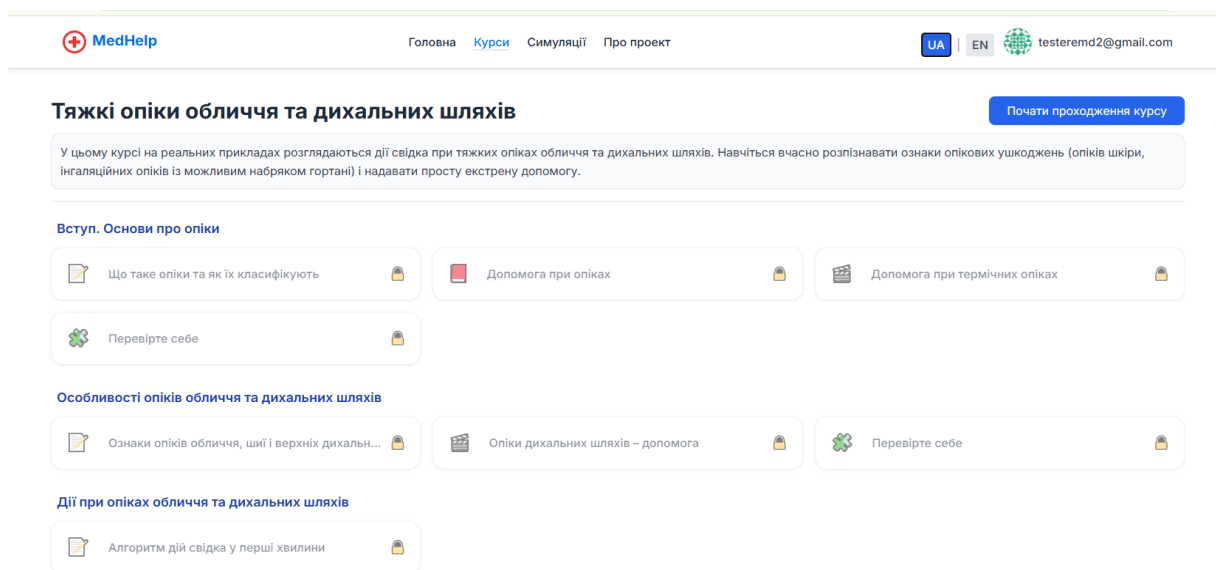 MedHelp
Головна Курси Симуляції Про проект
UA | EN testeremd2@gmail.com
Тяжкі опіки обличчя та дихальних шляхів
Почати проходження курсу
У цьому курсі на реальних прикладах розглядаються дії свідка при тяжких опіках обличчя та дихальних шляхів. Навчіться вчасно розпізнавати ознаки опікових ушкоджень (опіків шкіри,
інгаляційних опіків із можливим набряком гортані) і надавати просту екстрену допомогу.
Вступ. Основи про опіки
Що таке опіки та як їх класифікують
Допомога при опіках
Допомога при термічних опіках
Перевірте себе
Особливості опіків обличчя та дихальних шляхів
Ознаки опіків обличчя, шиї і верхніх дихальн...
Опіки дихальних шляхів – допомога
Перевірте себе
Дії при опіках обличчя та дихальних шляхів
Алгоритм дій свідка у перші хвилини